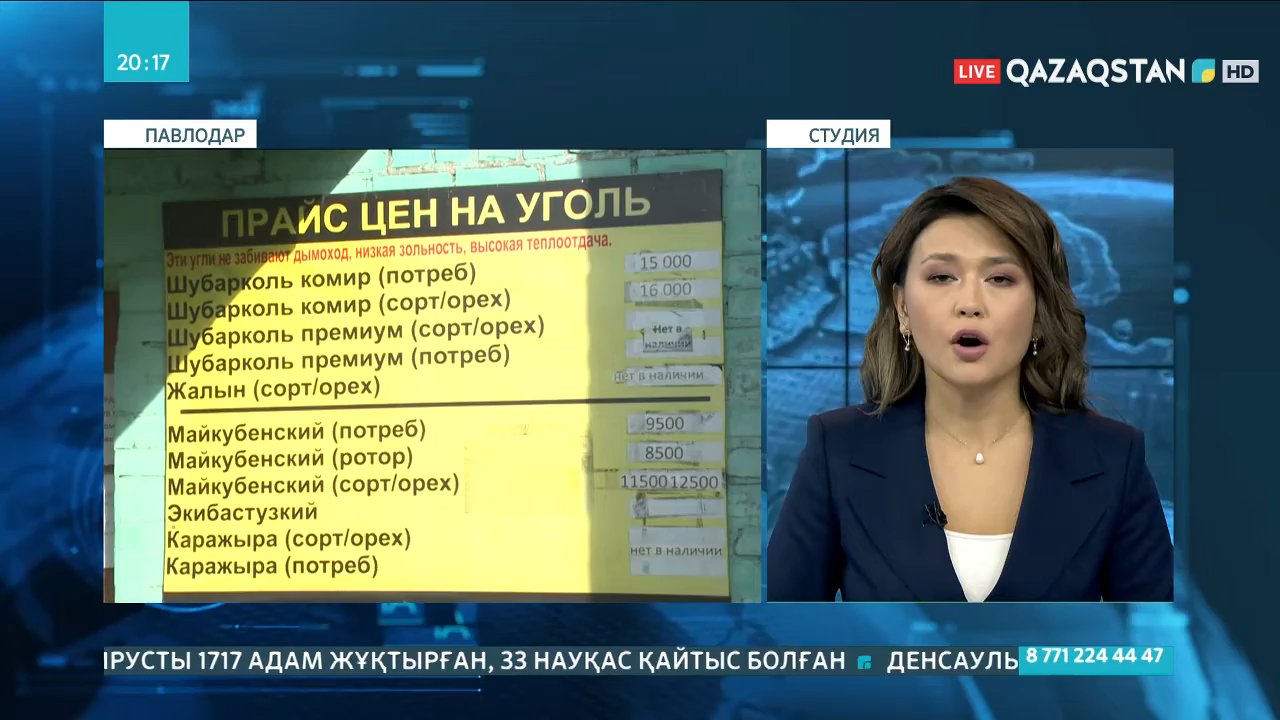 20:17
LIVE QAZAQSTAN HD
ПАВЛОДАР
СТУДИЯ
ПРАЙС ЦЕН НА УГОЛЬ
Эти угли не забивают дымоход, низкая зольность, высокая теплоотдача.
Шубарколь комир (потреб) 15 000
Шубарколь комир (сорт/орех) 16 000
Шубарколь премиум (сорт/орех) Нет в
Шубарколь премиум (потреб) наличии
Жалын (сорт/орех) нет в наличии
Майкубенский (потреб) 9500
Майкубенский (ротор) 8500
Майкубенский (сорт/орех) 11500 12500
Экибастузкий
Каражыра (сорт/орех) нет в наличии
Каражыра (потреб)
ИРУСТЫ 1717 АДАМ ЖҰҚТЫРҒАН, 33 НАУҚАС ҚАЙТЫС БОЛҒАН ДЕНСАУЛЬ
8 771 224 44 47